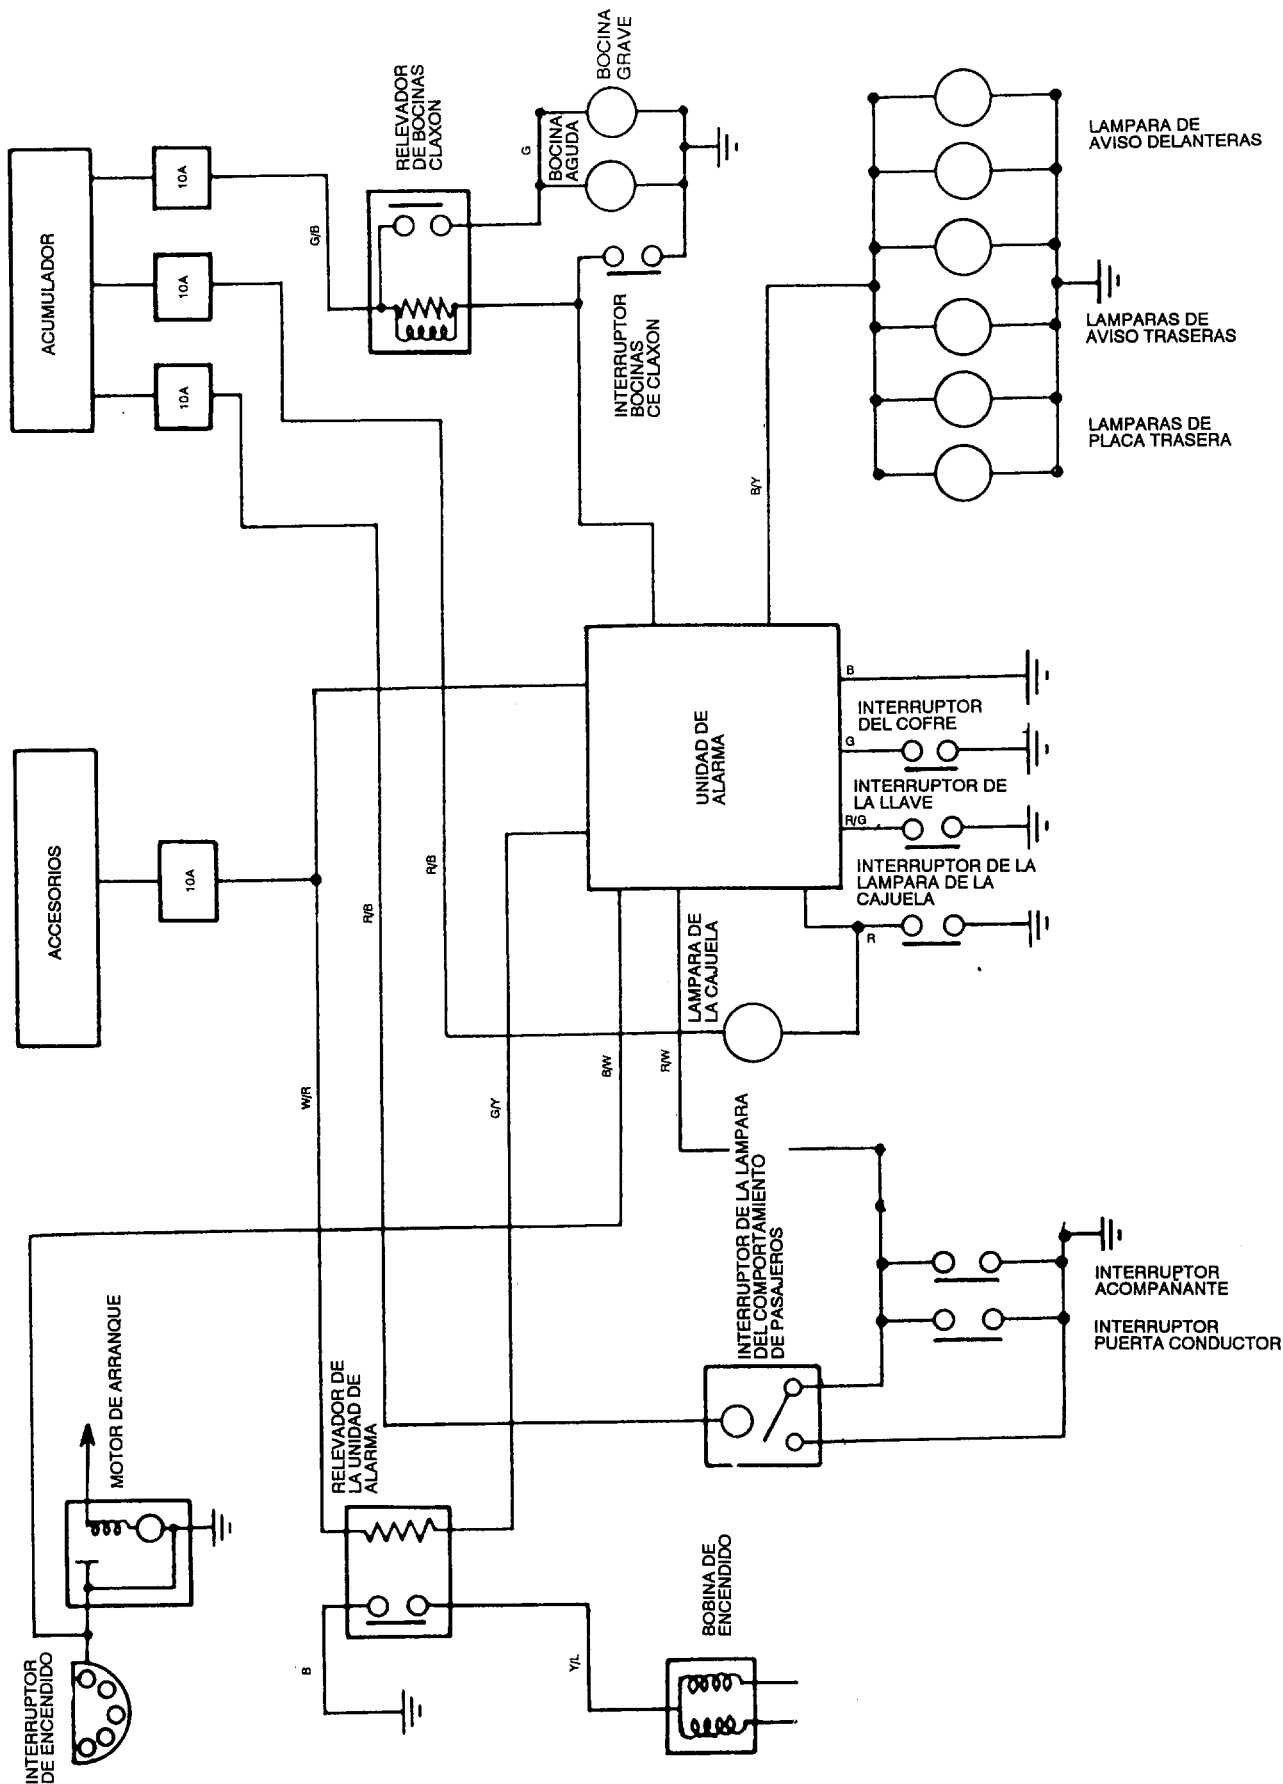 BOCINA
GRAVE
RELEVADOR
DE BOCINAS
CLAXON
G
BOCINA
AGUDA
LAMPARA DE
AVISO DELANTERAS
ACUMULADOR
10A
10A
10A
G/B
INTERRUPTOR
BOCINAS
CE CLAXON
LAMPARAS DE
AVISO TRASERAS
LAMPARAS DE
PLACA TRASERA
B/Y
ACCESORIOS
10A
R/B
R/B
UNIDAD DE
ALARMA
B
INTERRUPTOR
DEL COFRE
G
INTERRUPTOR DE
LA LLAVE
R/G
INTERRUPTOR DE LA
LAMPARA DE LA
CAJUELA
R
LAMPARA DE
LA CAJUELA
W/R
G/Y
B/W
R/W
INTERRUPTOR DE LA LAMPARA
DEL COMPORTAMIENTO
DE PASAJEROS
INTERRUPTOR
ACOMPAÑANTE
INTERRUPTOR
PUERTA CONDUCTOR
MOTOR DE ARRANQUE
RELEVADOR DE
LA UNIDAD DE
ALARMA
INTERRUPTOR
DE ENCENDIDO
B
Y/L
BOBINA DE
ENCENDIDO